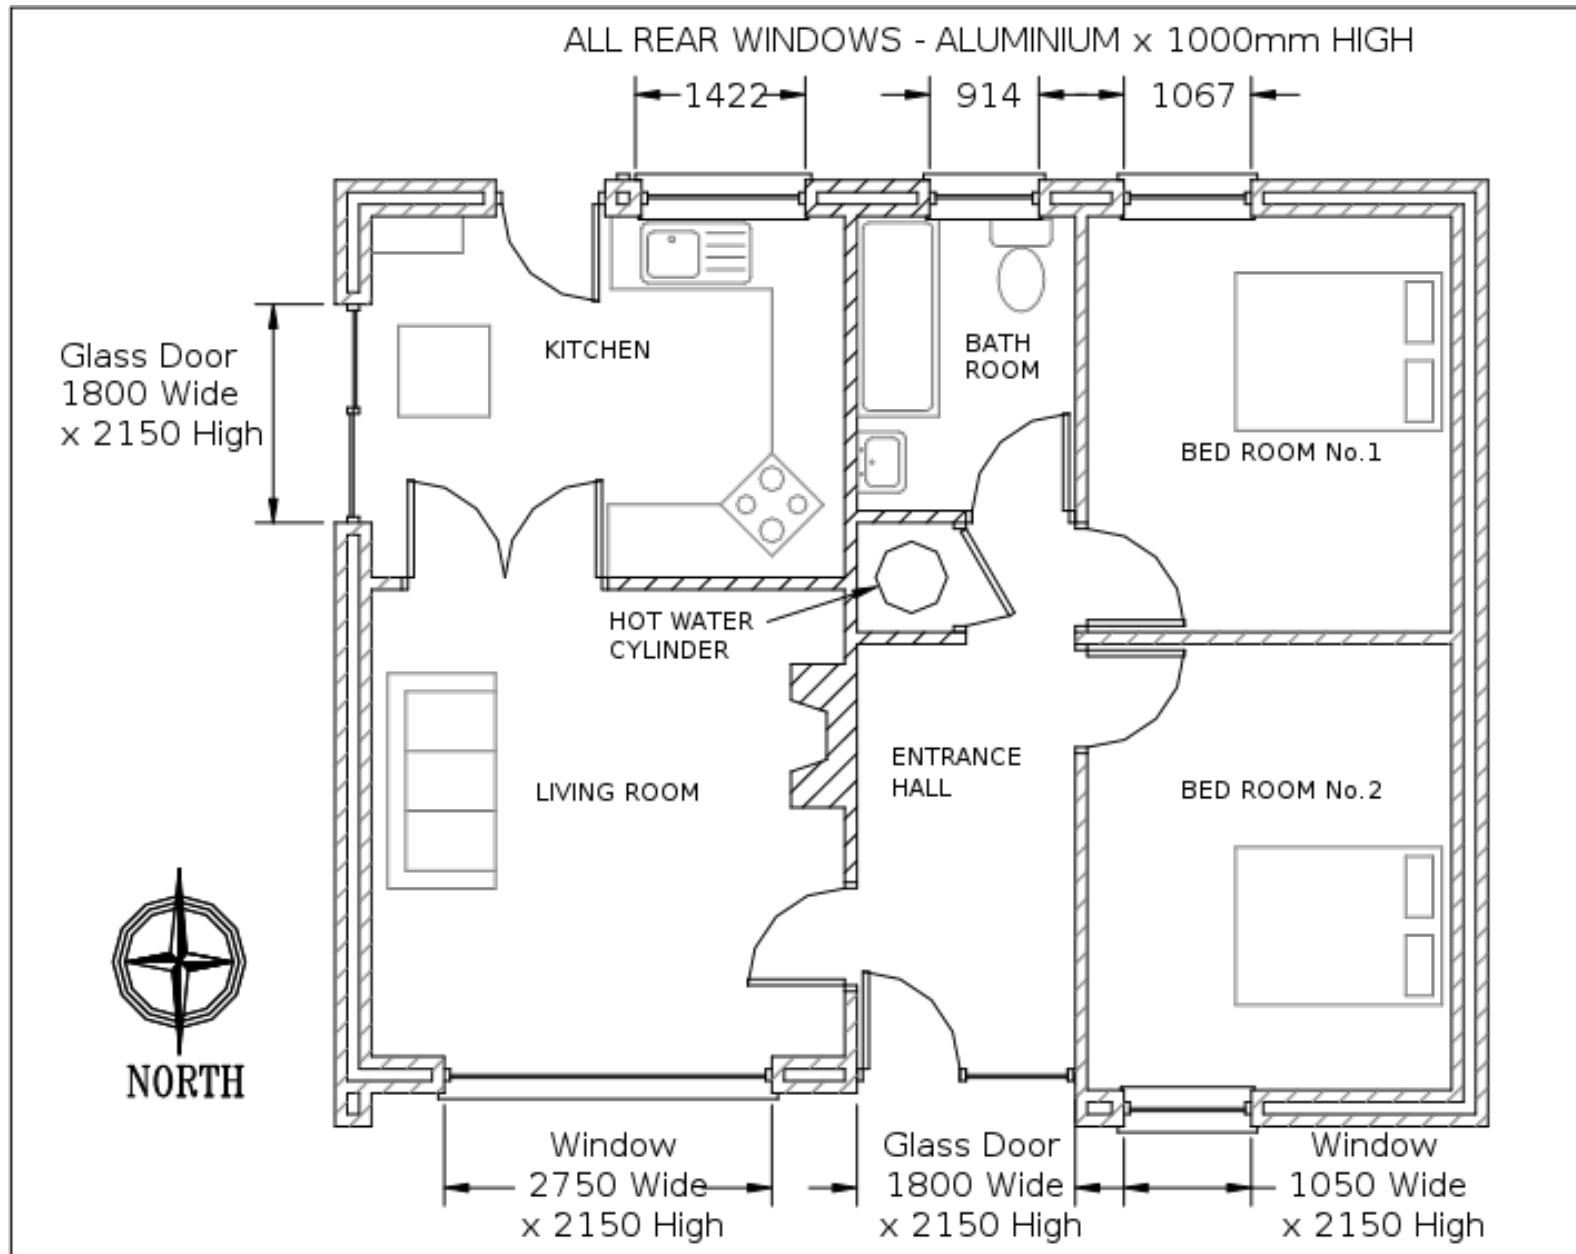 ALL REAR WINDOWS - ALUMINIUM x 1000mm HIGH
1422
914
1067
Glass Door
1800 Wide
x 2150 High
KITCHEN
BATH
ROOM
BED ROOM No.1
HOT WATER
CYLINDER
LIVING ROOM
ENTRANCE
HALL
BED ROOM No.2
NORTH
Window
2750 Wide
x 2150 High
Glass Door
1800 Wide
x 2150 High
Window
1050 Wide
x 2150 High